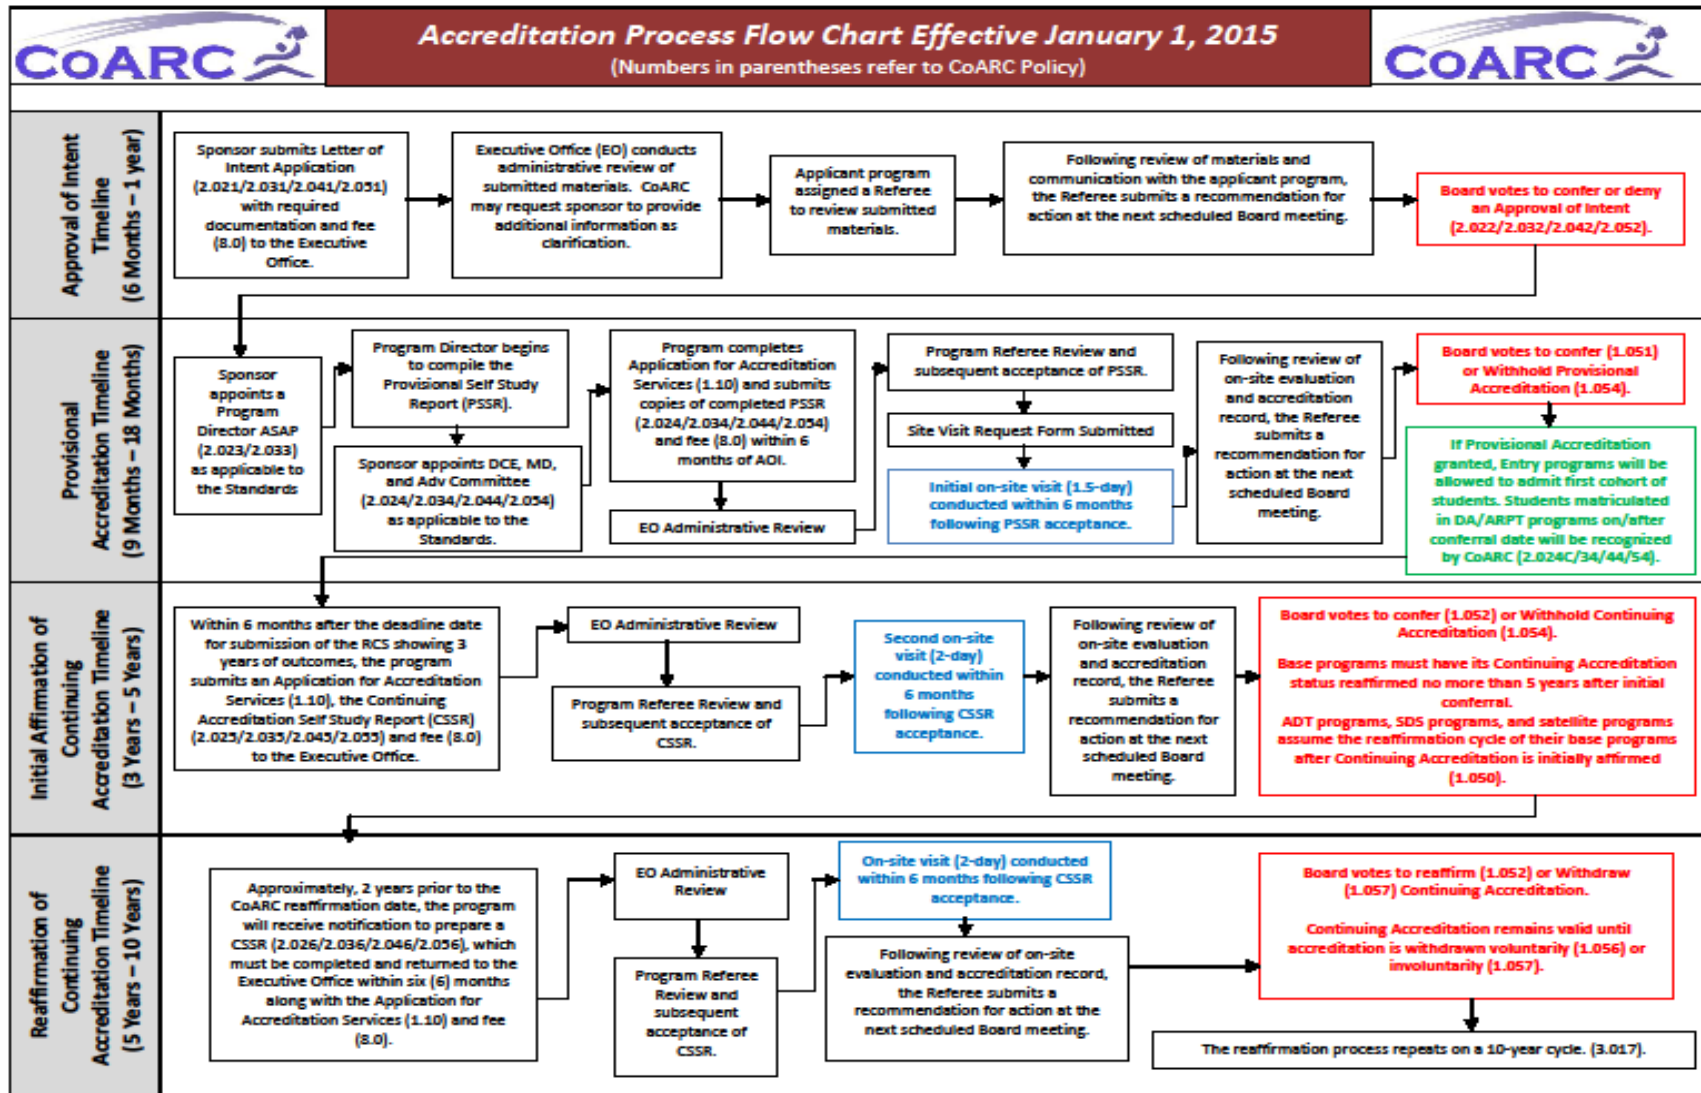 CoARC
Accreditation Process Flow Chart Effective January 1, 2015
(Numbers in parentheses refer to CoARC Policy)
CoARC
Approval of Intent
Timeline
(6 Months – 1 year)
Sponsor submits Letter of
Intent Application
(2.021/2.031/2.041/2.051)
with required
documentation and fee
(8.0) to the Executive
Office.
Executive Office (EO) conducts
administrative review of
submitted materials. CoARC
may request sponsor to provide
additional information as
clarification.
Applicant program
assigned a Referee
to review submitted
materials.
Following review of materials and
communication with the applicant program,
the Referee submits a recommendation for
action at the next scheduled Board meeting.
Board votes to confer or deny
an Approval of Intent
(2.022/2.032/2.042/2.052).
Provisional
Accreditation Timeline
(9 Months – 18 Months)
Sponsor
appoints a
Program
Director ASAP
(2.023/2.033)
as applicable to
the Standards
Program Director begins
to compile the
Provisional Self Study
Report (PSSR).
Sponsor appoints DCE, MD,
and Adv Committee
(2.024/2.034/2.044/2.054)
as applicable to the
Standards.
Program completes
Application for Accreditation
Services (1.10) and submits
copies of completed PSSR
(2.024/2.034/2.044/2.054)
and fee (8.0) within 6
months of AOI.
EO Administrative Review
Program Referee Review and
subsequent acceptance of PSSR.
Site Visit Request Form Submitted
Initial on-site visit (1.5-day)
conducted within 6 months
following PSSR acceptance.
Following review of
on-site evaluation
and accreditation
record, the Referee
submits a
recommendation for
action at the next
scheduled Board
meeting.
Board votes to confer (1.051)
or Withhold Provisional
Accreditation (1.054).
If Provisional Accreditation
granted, Entry programs will be
allowed to admit first cohort of
students. Students matriculated
in DA/ARPT programs on/after
conferral date will be recognized
by CoARC (2.024C/34/44/54).
Initial Affirmation of
Continuing
Accreditation Timeline
(3 Years – 5 Years)
Within 6 months after the deadline date
for submission of the RCS showing 3
years of outcomes, the program
submits an Application for Accreditation
Services (1.10), the Continuing
Accreditation Self Study Report (CSSR)
(2.025/2.035/2.045/2.055) and fee (8.0)
to the Executive Office.
EO Administrative Review
Program Referee Review and
subsequent acceptance of
CSSR.
Second on-site
visit (2-day)
conducted within
6 months
following CSSR
acceptance.
Following review of
on-site evaluation
and accreditation
record, the Referee
submits a
recommendation for
action at the next
scheduled Board
meeting.
Board votes to confer (1.052) or Withhold Continuing
Accreditation (1.054).
Base programs must have its Continuing Accreditation
status reaffirmed no more than 5 years after initial
conferral.
ADT programs, SDS programs, and satellite programs
assume the reaffirmation cycle of their base programs
after Continuing Accreditation is initially affirmed
(1.050).
Reaffirmation of
Continuing
Accreditation Timeline
(5 Years – 10 Years)
Approximately, 2 years prior to the
CoARC reaffirmation date, the program
will receive notification to prepare a
CSSR (2.026/2.036/2.046/2.056), which
must be completed and returned to the
Executive Office within six (6) months
along with the Application for
Accreditation Services (1.10) and fee
(8.0).
EO Administrative
Review
Program Referee
Review and
subsequent
acceptance of
CSSR.
On-site visit (2-day) conducted
within 6 months following CSSR
acceptance.
Following review of on-site
evaluation and accreditation record,
the Referee submits a
recommendation for action at the
next scheduled Board meeting.
Board votes to reaffirm (1.052) or Withdraw
(1.057) Continuing Accreditation.
Continuing Accreditation remains valid until
accreditation is withdrawn voluntarily (1.056) or
involuntarily (1.057).
The reaffirmation process repeats on a 10-year cycle. (3.017).